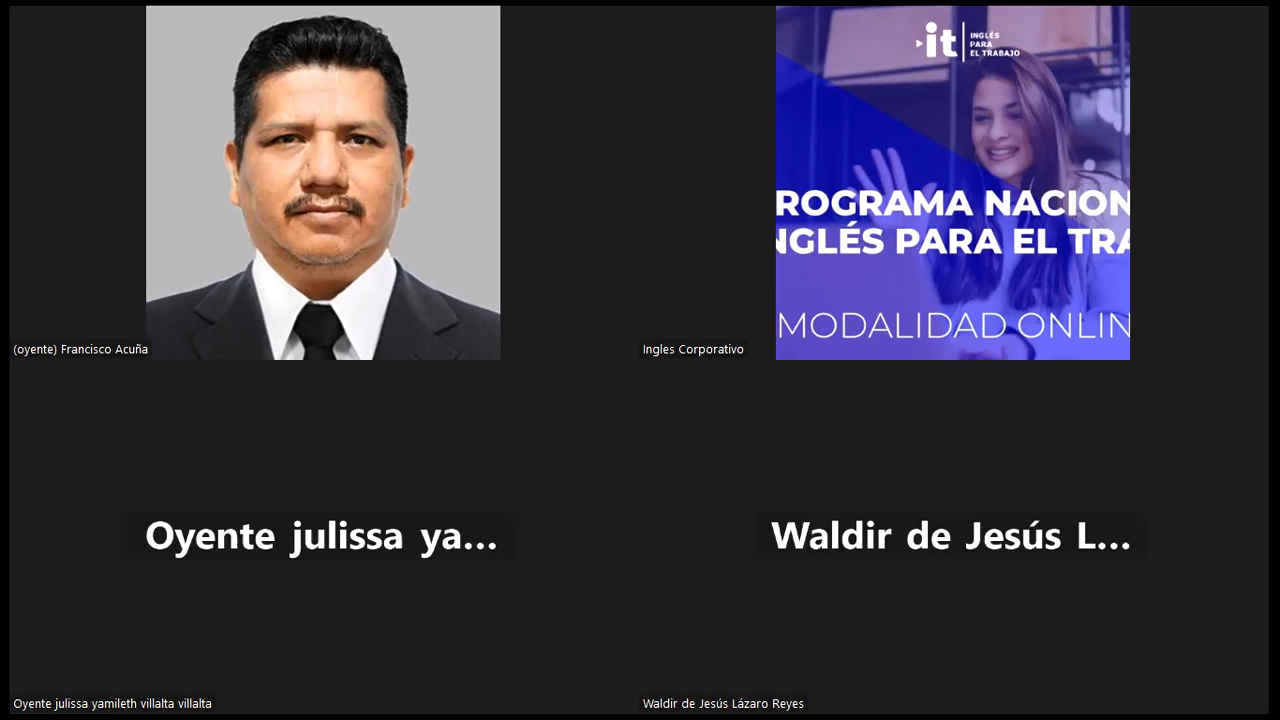 it INGLÉS
PARA
EL TRABAJO
ROGRAMA NACION
NGLÉS PARA EL TRA
MODALIDAD ONLIN
(oyente) Francisco Acuña
Ingles Corporativo
Oyente julissa ya...
Waldir de Jesús L...
Oyente julissa yamileth villalta villalta
Waldir de Jesús Lázaro Reyes